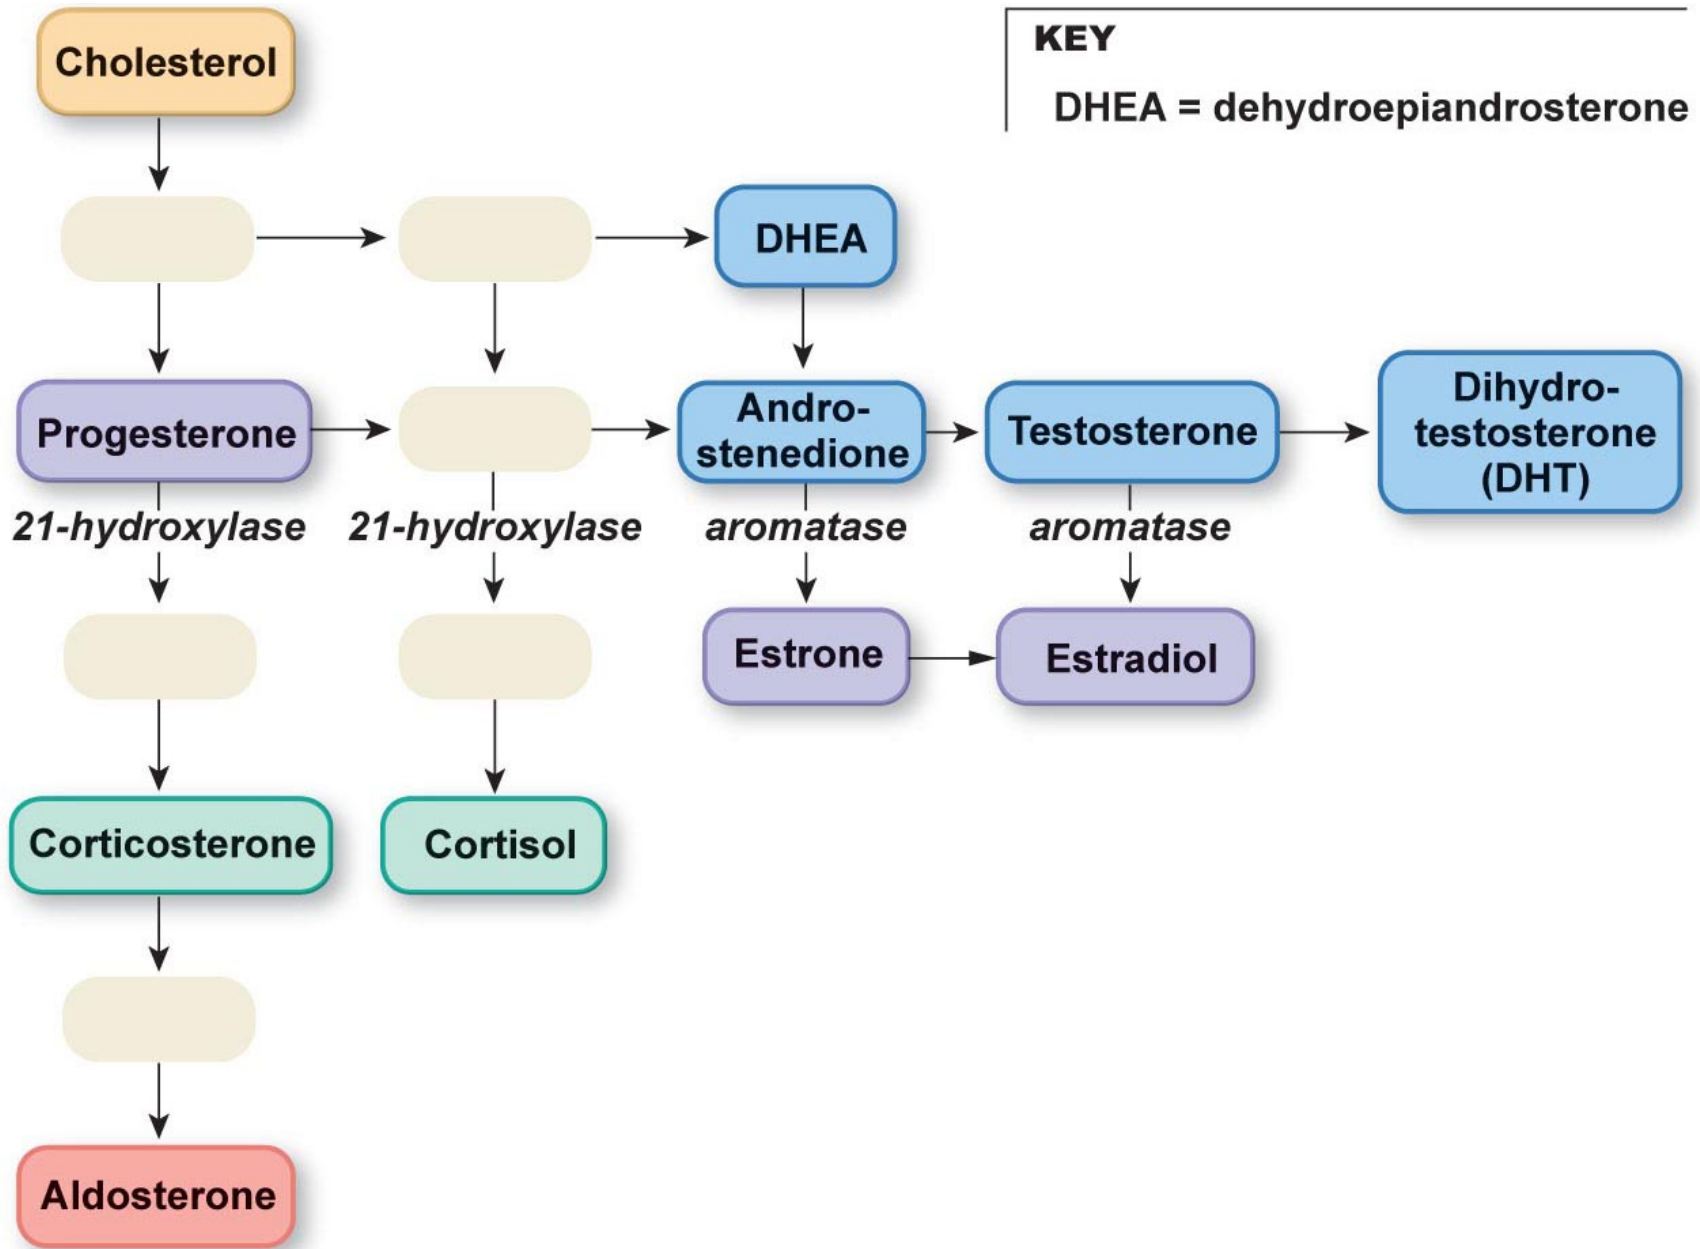 Cholesterol
KEY
DHEA = dehydroepiandrosterone
DHEA
Progesterone
Andro-
stenedione
Testosterone
Dihydro-
testosterone
(DHT)
21-hydroxylase
21-hydroxylase
aromatase
aromatase
Estrone
Estradiol
Corticosterone
Cortisol
Aldosterone